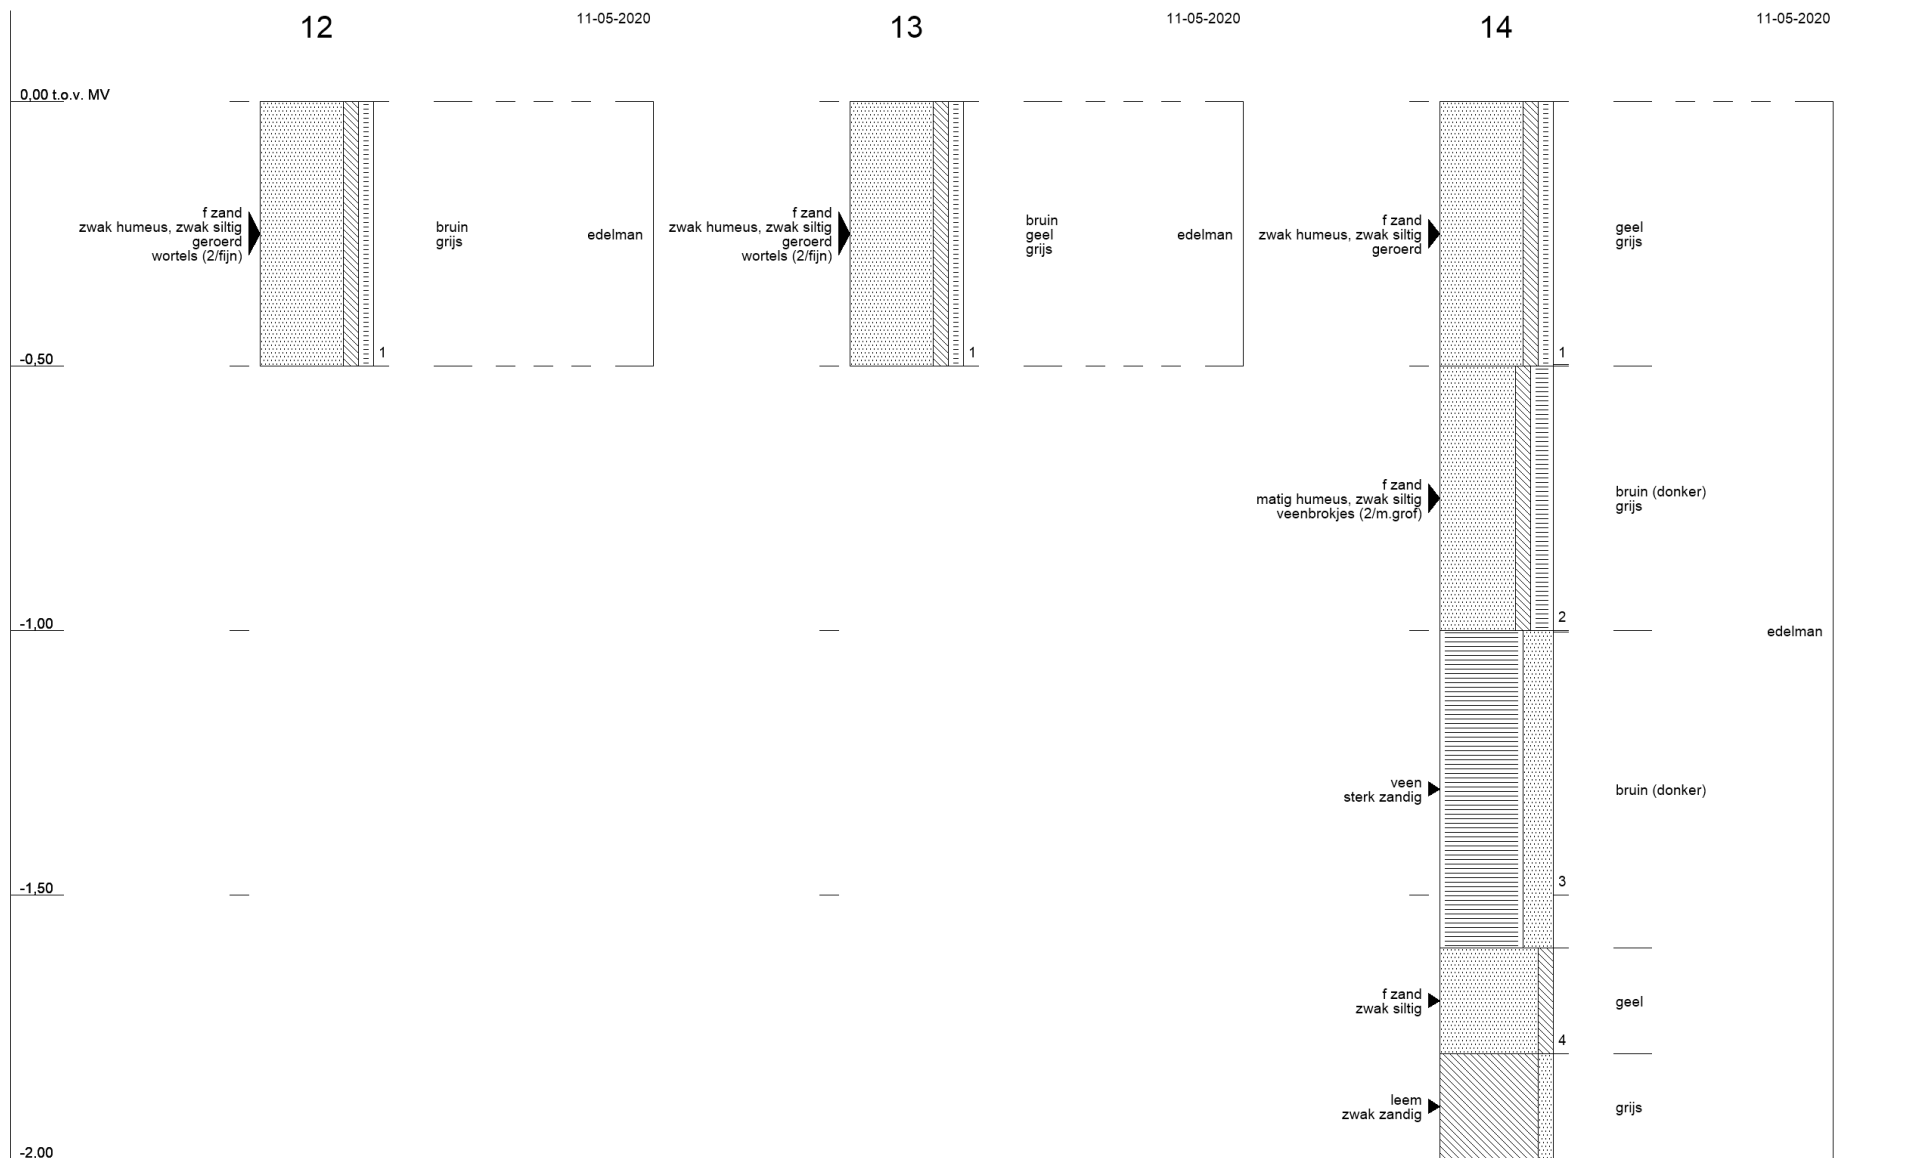 12
11-05-2020
13
11-05-2020
14
11-05-2020
0,00 t.o.v. MV
f zand
zwak humeus, zwak siltig
geroerd
wortels (2/fijn)
bruin
grijs
edelman
1
f zand
zwak humeus, zwak siltig
geroerd
wortels (2/fijn)
bruin
geel
grijs
edelman
1
f zand
zwak humeus, zwak siltig
geroerd
geel
grijs
1
-0,50
f zand
matig humeus, zwak siltig
veenbrokjes (2/m.grof)
bruin (donker)
grijs
2
-1,00
edelman
veen
sterk zandig
bruin (donker)
3
-1,50
f zand
zwak siltig
geel
4
leem
zwak zandig
grijs
-2,00